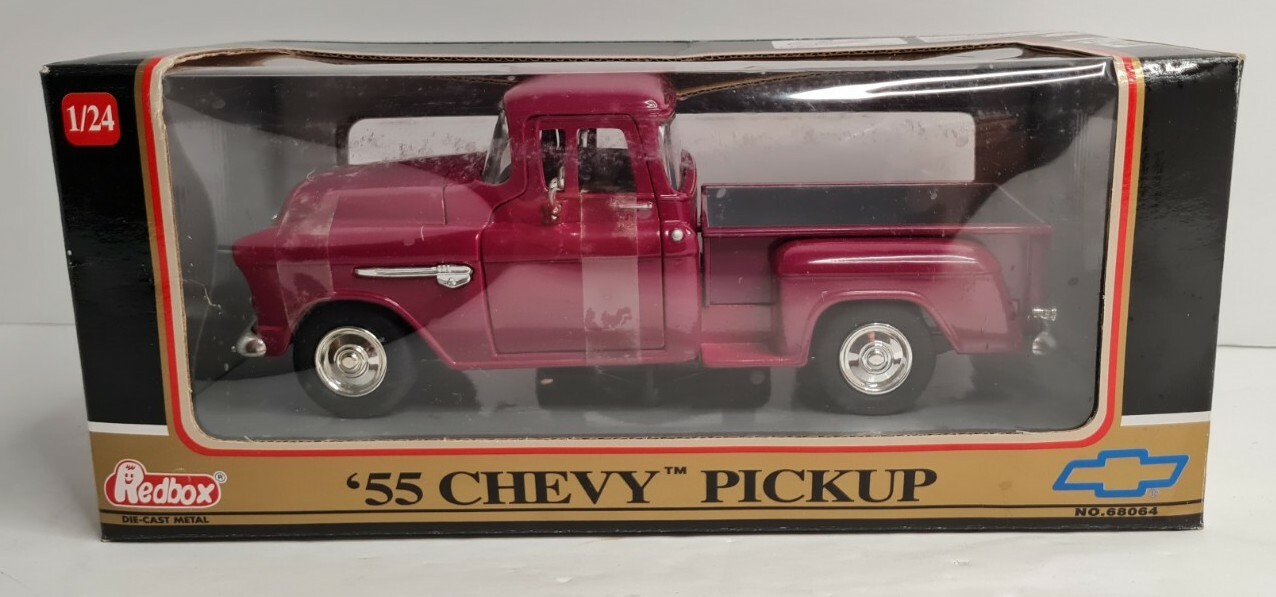 1/24
Redbox®
DIE-CAST METAL
'55 CHEVY™ PICKUP
®
NO.68064